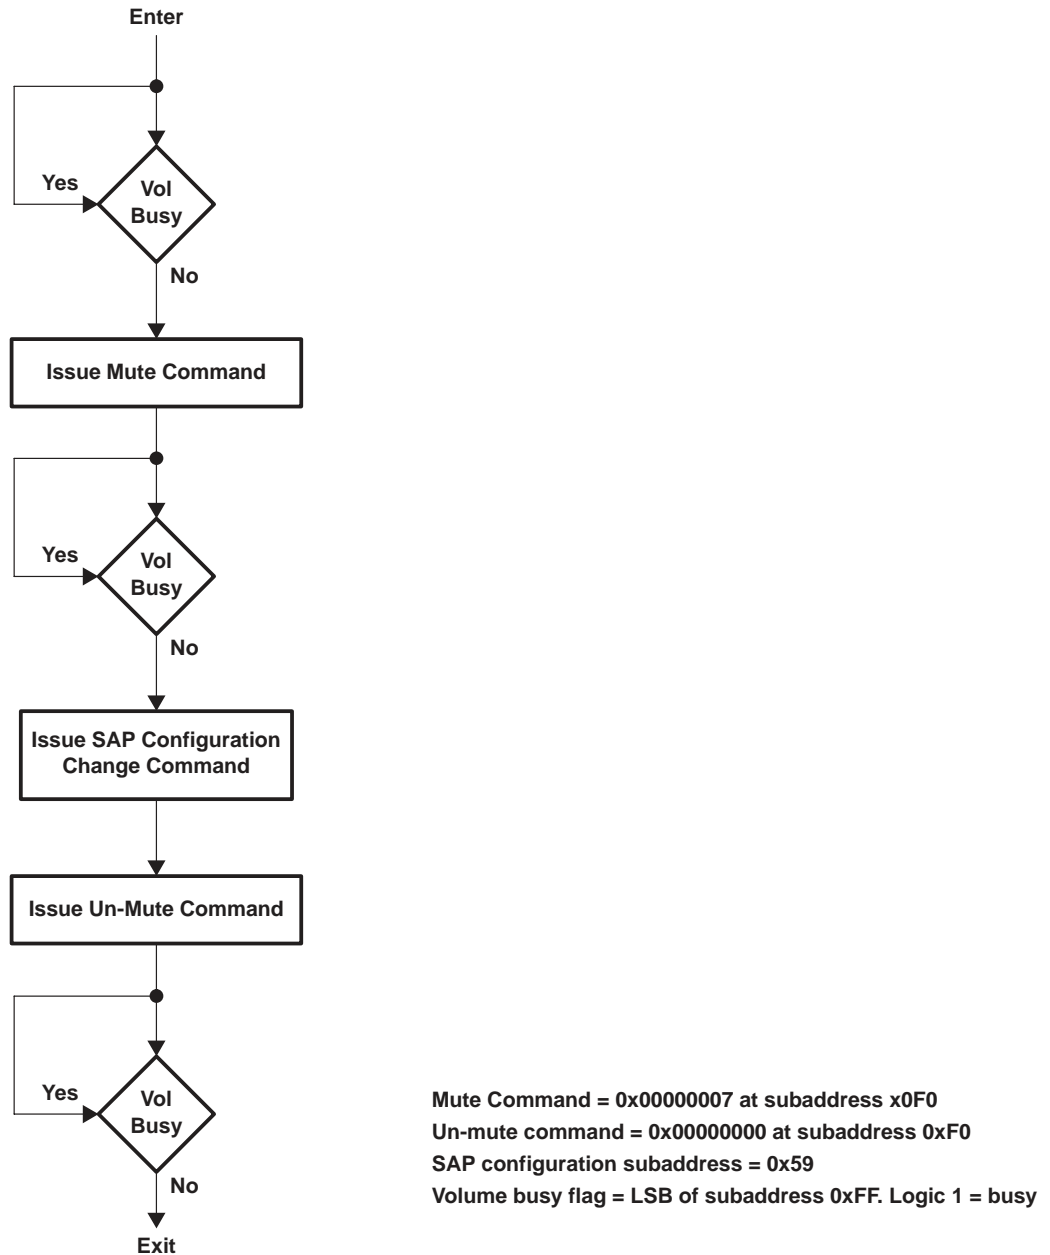 Enter
Yes
Vol
Busy
No
Issue Mute Command
Yes
Vol
Busy
No
Issue SAP Configuration
Change Command
Issue Un-Mute Command
Yes
Vol
Busy
No
Exit
Mute Command = 0x00000007 at subaddress x0F0
Un-mute command = 0x00000000 at subaddress 0xF0
SAP configuration subaddress = 0x59
Volume busy flag = LSB of subaddress 0xFF. Logic 1 = busy